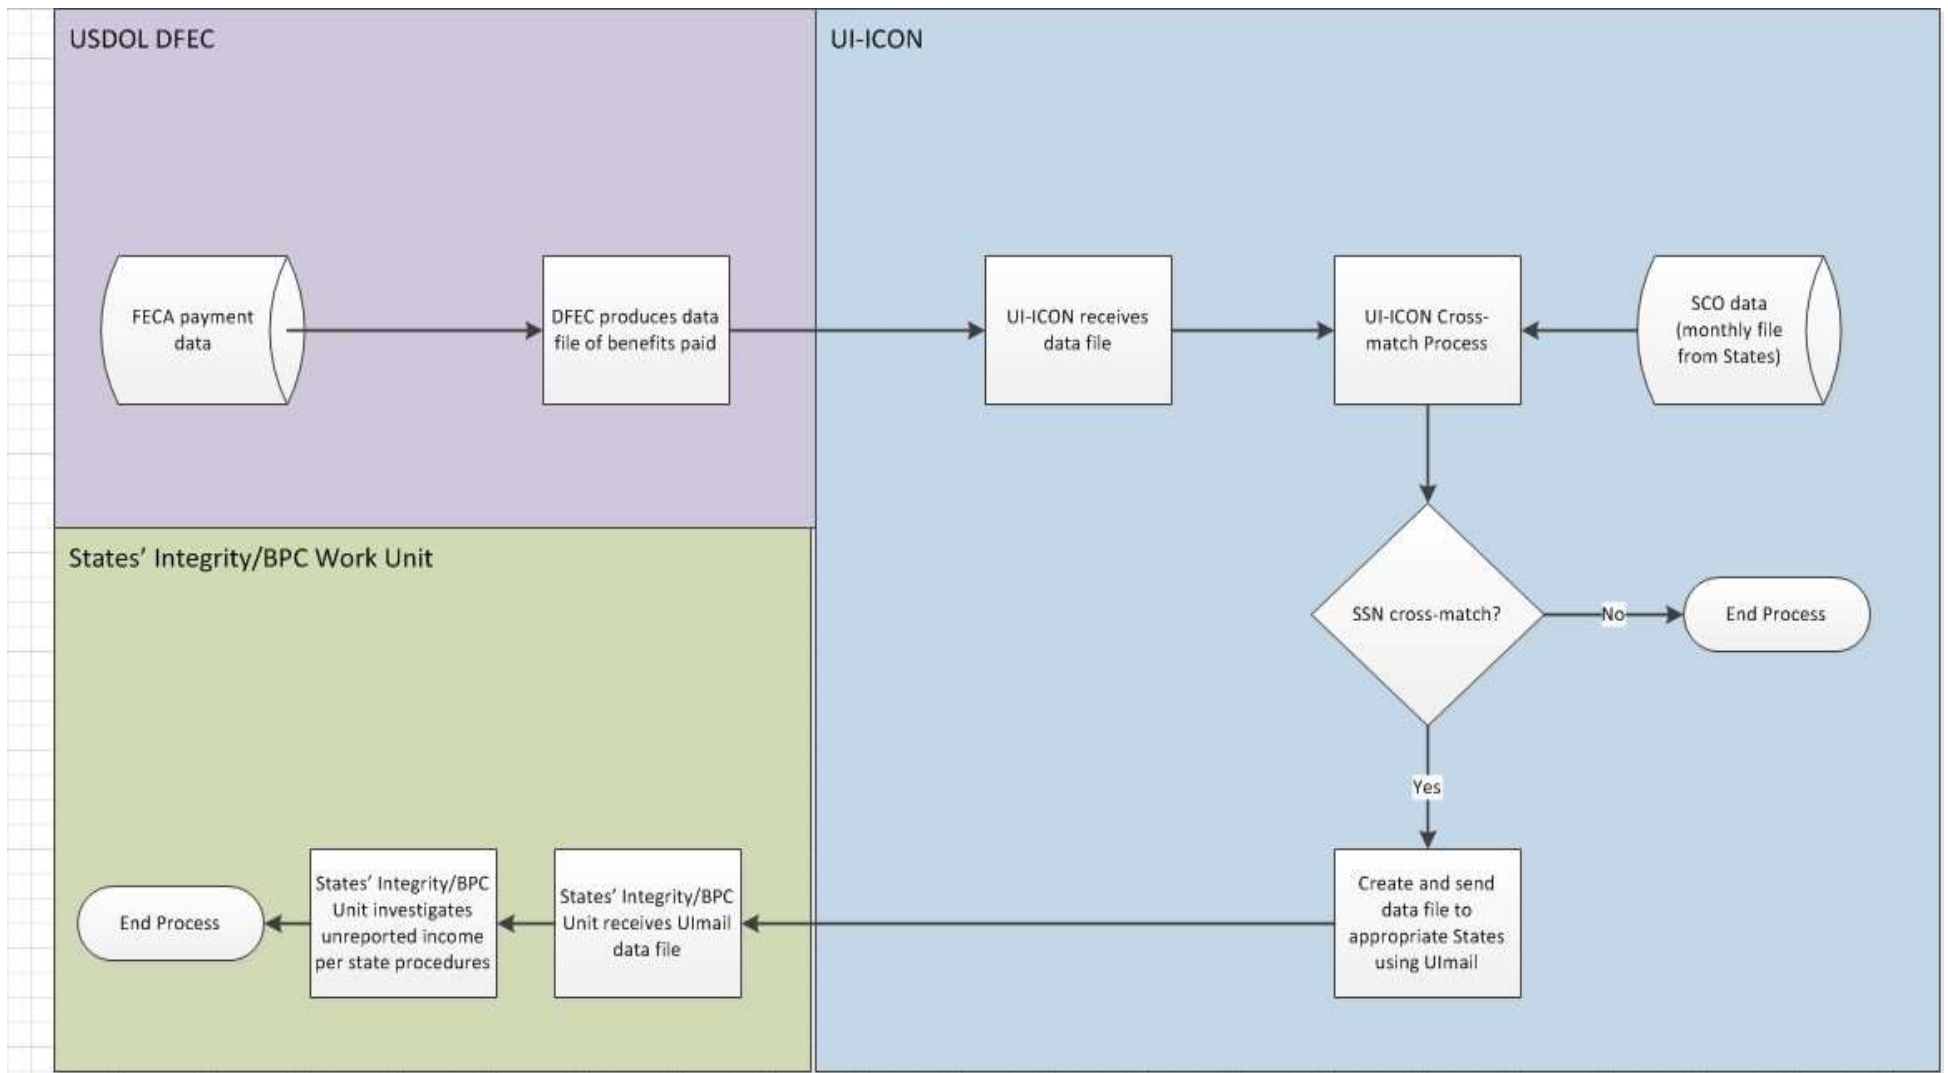 USDOL DFEC
UI-ICON
FECA payment
data
DFEC produces data
file of benefits paid
UI-ICON receives
data file
UI-ICON Cross-
match Process
SCO data
(monthly file
from States)
States’ Integrity/BPC Work Unit
SSN cross-match?
No
End Process
Yes
End Process
States’ Integrity/BPC
Unit investigates
unreported income
per state procedures
States’ Integrity/BPC
Unit receives UImail
data file
Create and send
data file to
appropriate States
using UImail